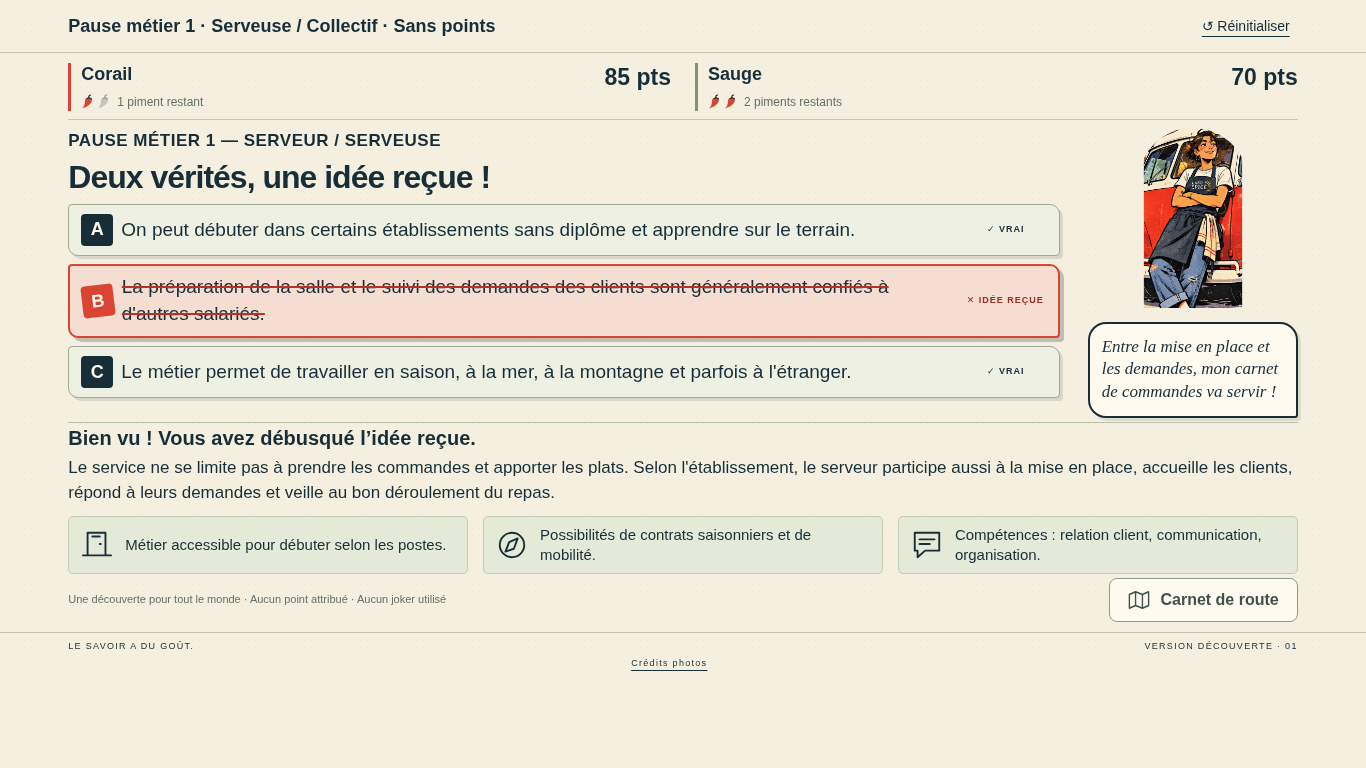 Pause métier 1 · Serveuse / Collectif · Sans points
↺ Réinitialiser
Corail
85 pts
1 piment restant
Sauge
70 pts
2 piments restants
PAUSE MÉTIER 1 — SERVEUR / SERVEUSE
Deux vérités, une idée reçue !
A
On peut débuter dans certains établissements sans diplôme et apprendre sur le terrain.
✓ VRAI
B
La préparation de la salle et le suivi des demandes des clients sont généralement confiés à
d'autres salariés.
✕ IDÉE REÇUE
C
Le métier permet de travailler en saison, à la mer, à la montagne et parfois à l'étranger.
✓ VRAI
Entre la mise en place et
les demandes, mon carnet
de commandes va servir !
Bien vu ! Vous avez débusqué l’idée reçue.
Le service ne se limite pas à prendre les commandes et apporter les plats. Selon l'établissement, le serveur participe aussi à la mise en place, accueille les clients,
répond à leurs demandes et veille au bon déroulement du repas.
Métier accessible pour débuter selon les postes.
Possibilités de contrats saisonniers et de
mobilité.
Compétences : relation client, communication,
organisation.
Une découverte pour tout le monde · Aucun point attribué · Aucun joker utilisé
Carnet de route
LE SAVOIR A DU GOÛT.
VERSION DÉCOUVERTE · 01
Crédits photos